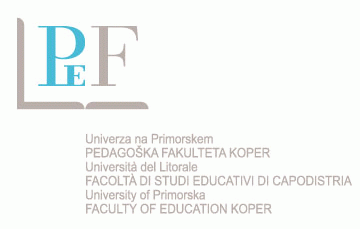 PEF
Univerza na Primorskem
PEDAGOŠKA FAKULTETA KOPER
Università del Litorale
FACOLTÀ DI STUDI EDUCATIVI DI CAPODISTRIA
University of Primorska
FACULTY OF EDUCATION KOPER